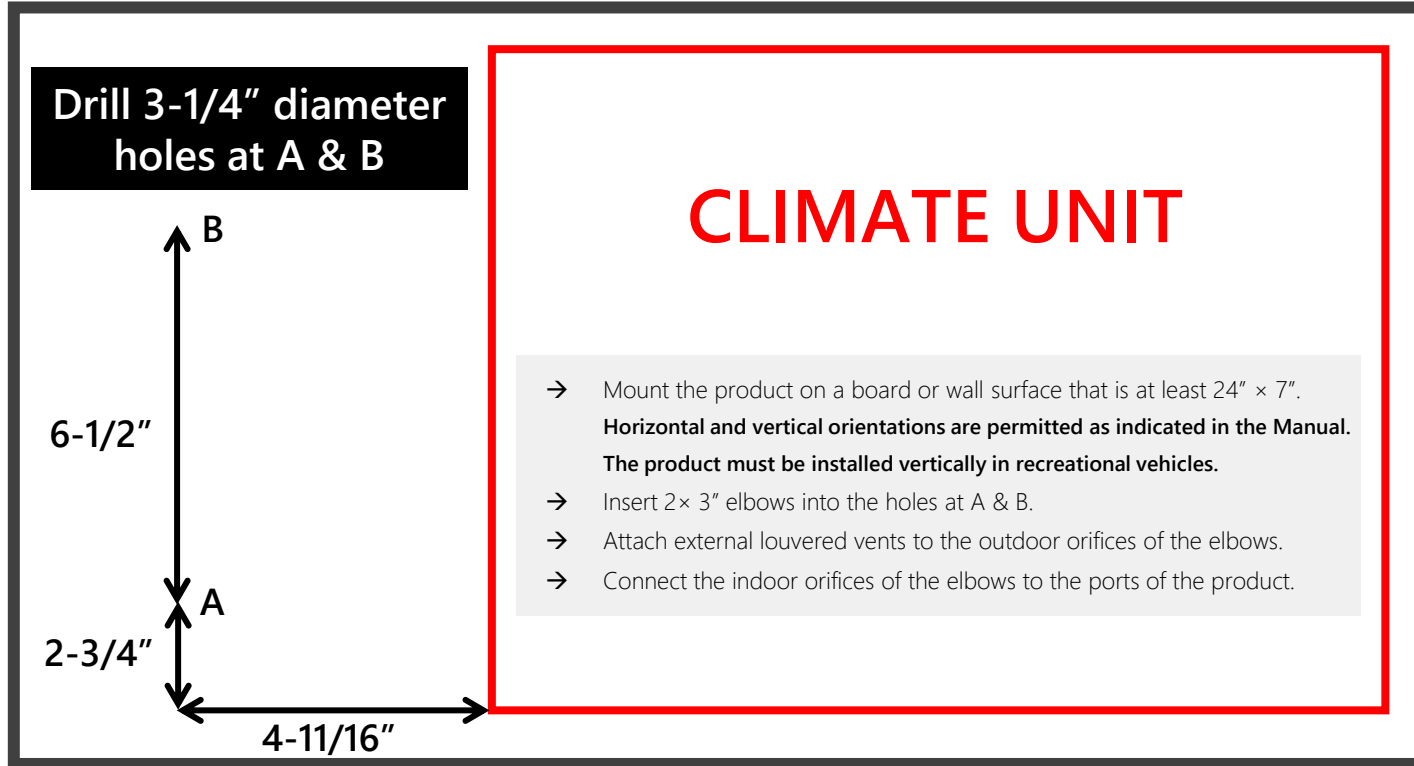 Drill 3-1/4” diameter
holes at A & B
B
6-1/2”
A
2-3/4”
4-11/16”
CLIMATE UNIT
→ Mount the product on a board or wall surface that is at least 24” × 7”.
Horizontal and vertical orientations are permitted as indicated in the Manual.
The product must be installed vertically in recreational vehicles.
→ Insert 2× 3” elbows into the holes at A & B.
→ Attach external louvered vents to the outdoor orifices of the elbows.
→ Connect the indoor orifices of the elbows to the ports of the product.